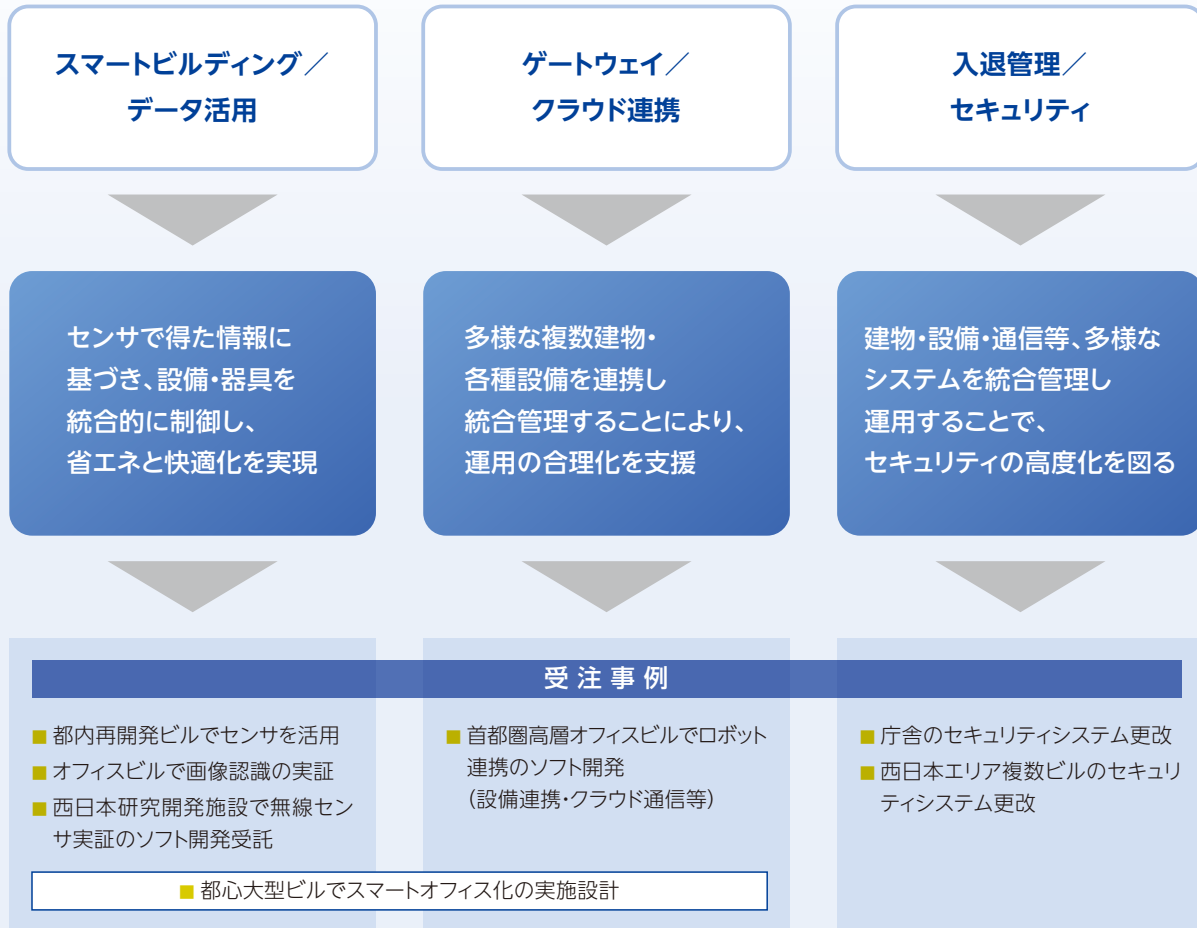 スマートビルディング／
データ活用
ゲートウェイ／
クラウド連携
入退管理／
セキュリティ
センサで得た情報に
基づき、設備・器具を
統合的に制御し、
省エネと快適化を実現
多様な複数建物・
各種設備を連携し
統合管理することにより、
運用の合理化を支援
建物・設備・通信等、多様な
システムを統合管理し
運用することで、
セキュリティの高度化を図る
受注事例
■ 都内再開発ビルでセンサを活用
■ オフィスビルで画像認識の実証
■ 西日本研究開発施設で無線セン
サ実証のソフト開発受託
■ 首都圏高層オフィスビルでロボット
連携のソフト開発
（設備連携・クラウド通信等）
■ 庁舎のセキュリティシステム更改
■ 西日本エリア複数ビルのセキュリ
ティシステム更改
■ 都心大型ビルでスマートオフィス化の実施設計